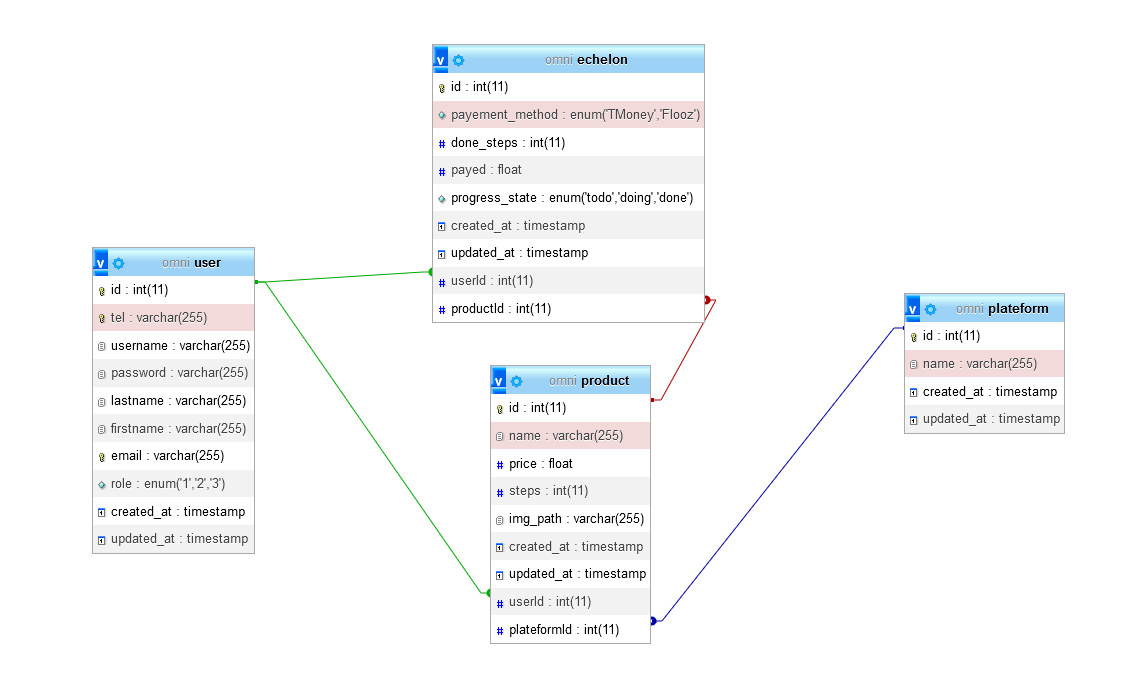 omni echelon
id : int(11)
payement_method : enum('TMoney','Flooz')
done_steps : int(11)
payed : float
progress_state : enum('todo','doing','done')
created_at : timestamp
updated_at : timestamp
userId : int(11)
productId : int(11)
omni user
id : int(11)
tel : varchar(255)
username : varchar(255)
password : varchar(255)
lastname : varchar(255)
firstname : varchar(255)
email : varchar(255)
role : enum('1','2','3')
created_at : timestamp
updated_at : timestamp
omni product
id : int(11)
name : varchar(255)
price : float
steps : int(11)
img_path : varchar(255)
created_at : timestamp
updated_at : timestamp
userId : int(11)
plateformId : int(11)
omni plateform
id : int(11)
name : varchar(255)
created_at : timestamp
updated_at : timestamp